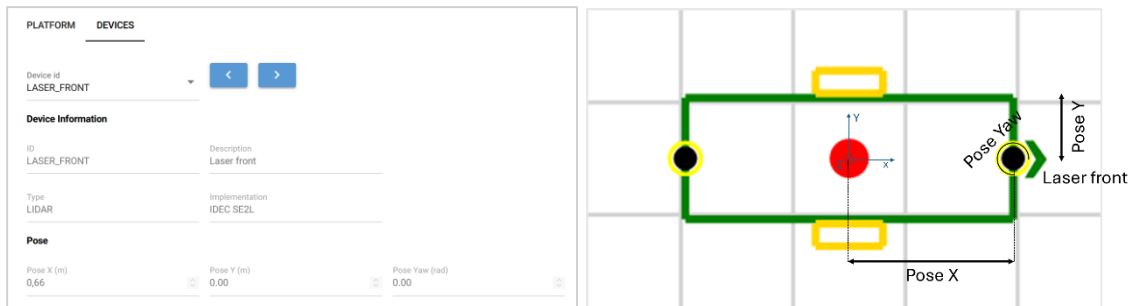 PLATFORM DEVICES
Device id
LASER_FRONT
Device Information
ID Description
LASER_FRONT Laser front
Type Implementation
LIDAR IDEC SE2L
Pose
Pose X (m) Pose Y (m) Pose Yaw (rad)
0,66 0.00 0.00
Y
X
Pose Yaw
Pose Y
Laser front
Pose X